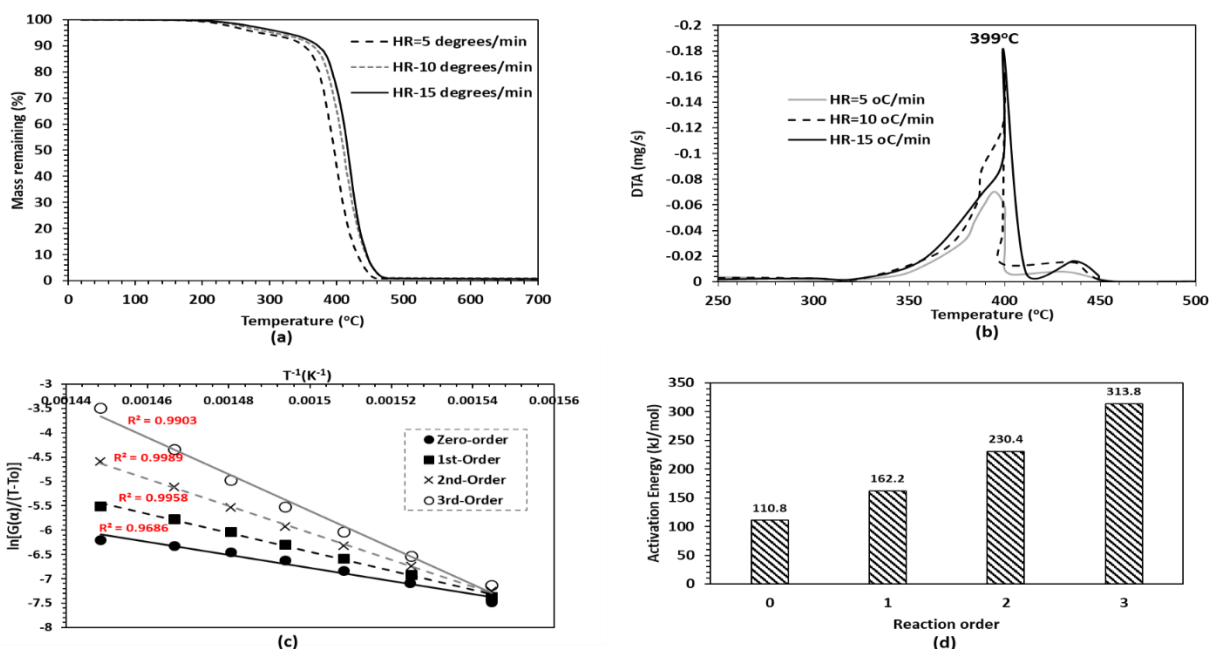 100
90
80
70
60
50
40
30
20
10
0
Mass remaining (%)
HR=5 degrees/min
HR-10 degrees/min
HR-15 degrees/min
0 100 200 300 400 500 600 700
Temperature (°C)
(a)
-0.2
-0.18
-0.16
-0.14
-0.12
-0.1
-0.08
-0.06
-0.04
-0.02
0
DTA (mg/s)
399°C
HR=5 oC/min
HR=10 oC/min
HR-15 oC/min
250 300 350 400 450 500
Temperature (°C)
(b)
T⁻¹(K⁻¹)
0.00144 0.00146 0.00148 0.0015 0.00152 0.00154 0.00156
-3
-3.5
-4
-4.5
-5
-5.5
-6
-6.5
-7
-7.5
-8
ln[G(α)/(T-To)]
R² = 0.9903
R² = 0.9989
R² = 0.9958
R² = 0.9686
Zero-order
1st-Order
2nd-Order
3rd-Order
(c)
350
300
250
200
150
100
50
0
Activation Energy (kJ/mol)
110.8
162.2
230.4
313.8
0 1 2 3
Reaction order
(d)